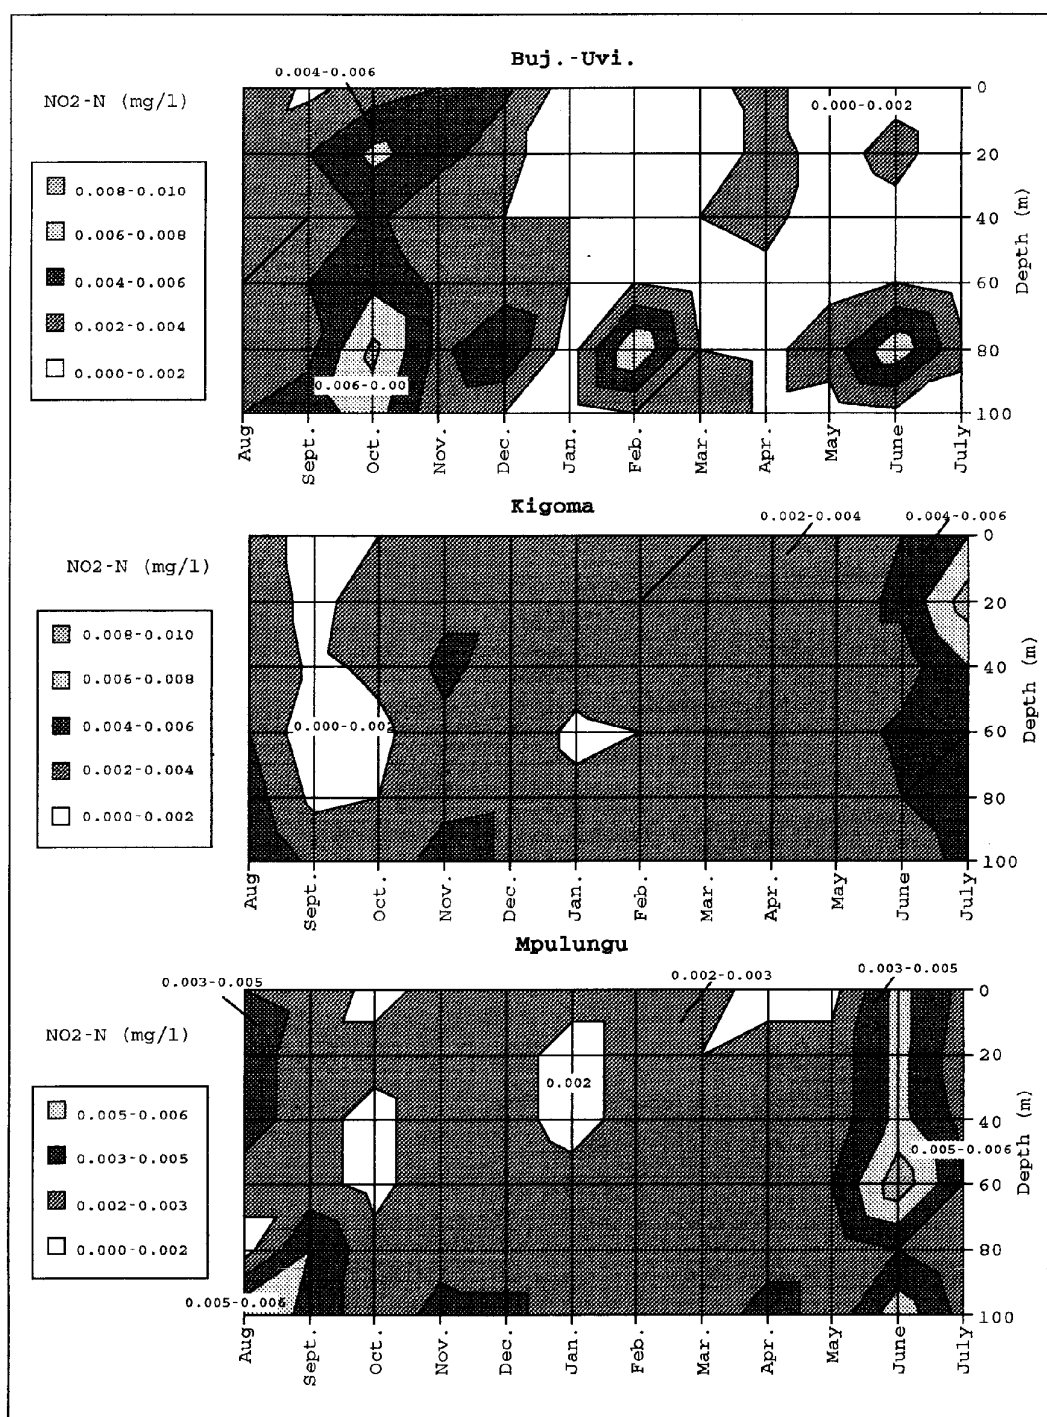 Buj.-Uvi.
0.004-0.006
NO2-N (mg/l)
0.000-0.002
0.008-0.010
0.006-0.008
0.004-0.006
0.002-0.004
0.000-0.002
0.006-0.00
0
20
40
60
80
100
Depth (m)
Aug
Sept.
Oct.
Nov.
Dec.
Jan.
Feb.
Mar.
Apr.
May
June
July
Kigoma
0.002-0.004
0.004-0.006
NO2-N (mg/l)
0.008-0.010
0.006-0.008
0.004-0.006
0.002-0.004
0.000-0.002
0.000-0.002
0
20
40
60
80
100
Depth (m)
Aug
Sept.
Oct.
Nov.
Dec.
Jan.
Feb.
Mar.
Apr.
May
June
July
Mpulungu
0.003-0.005
0.002-0.003
0.003-0.005
NO2-N (mg/l)
0.005-0.006
0.003-0.005
0.002-0.003
0.000-0.002
0.002
0.005-0.006
0.005-0.006
0
20
40
60
80
100
Depth (m)
Aug
Sept.
Oct.
Nov.
Dec.
Jan.
Feb.
Mar.
Apr.
May
June
July